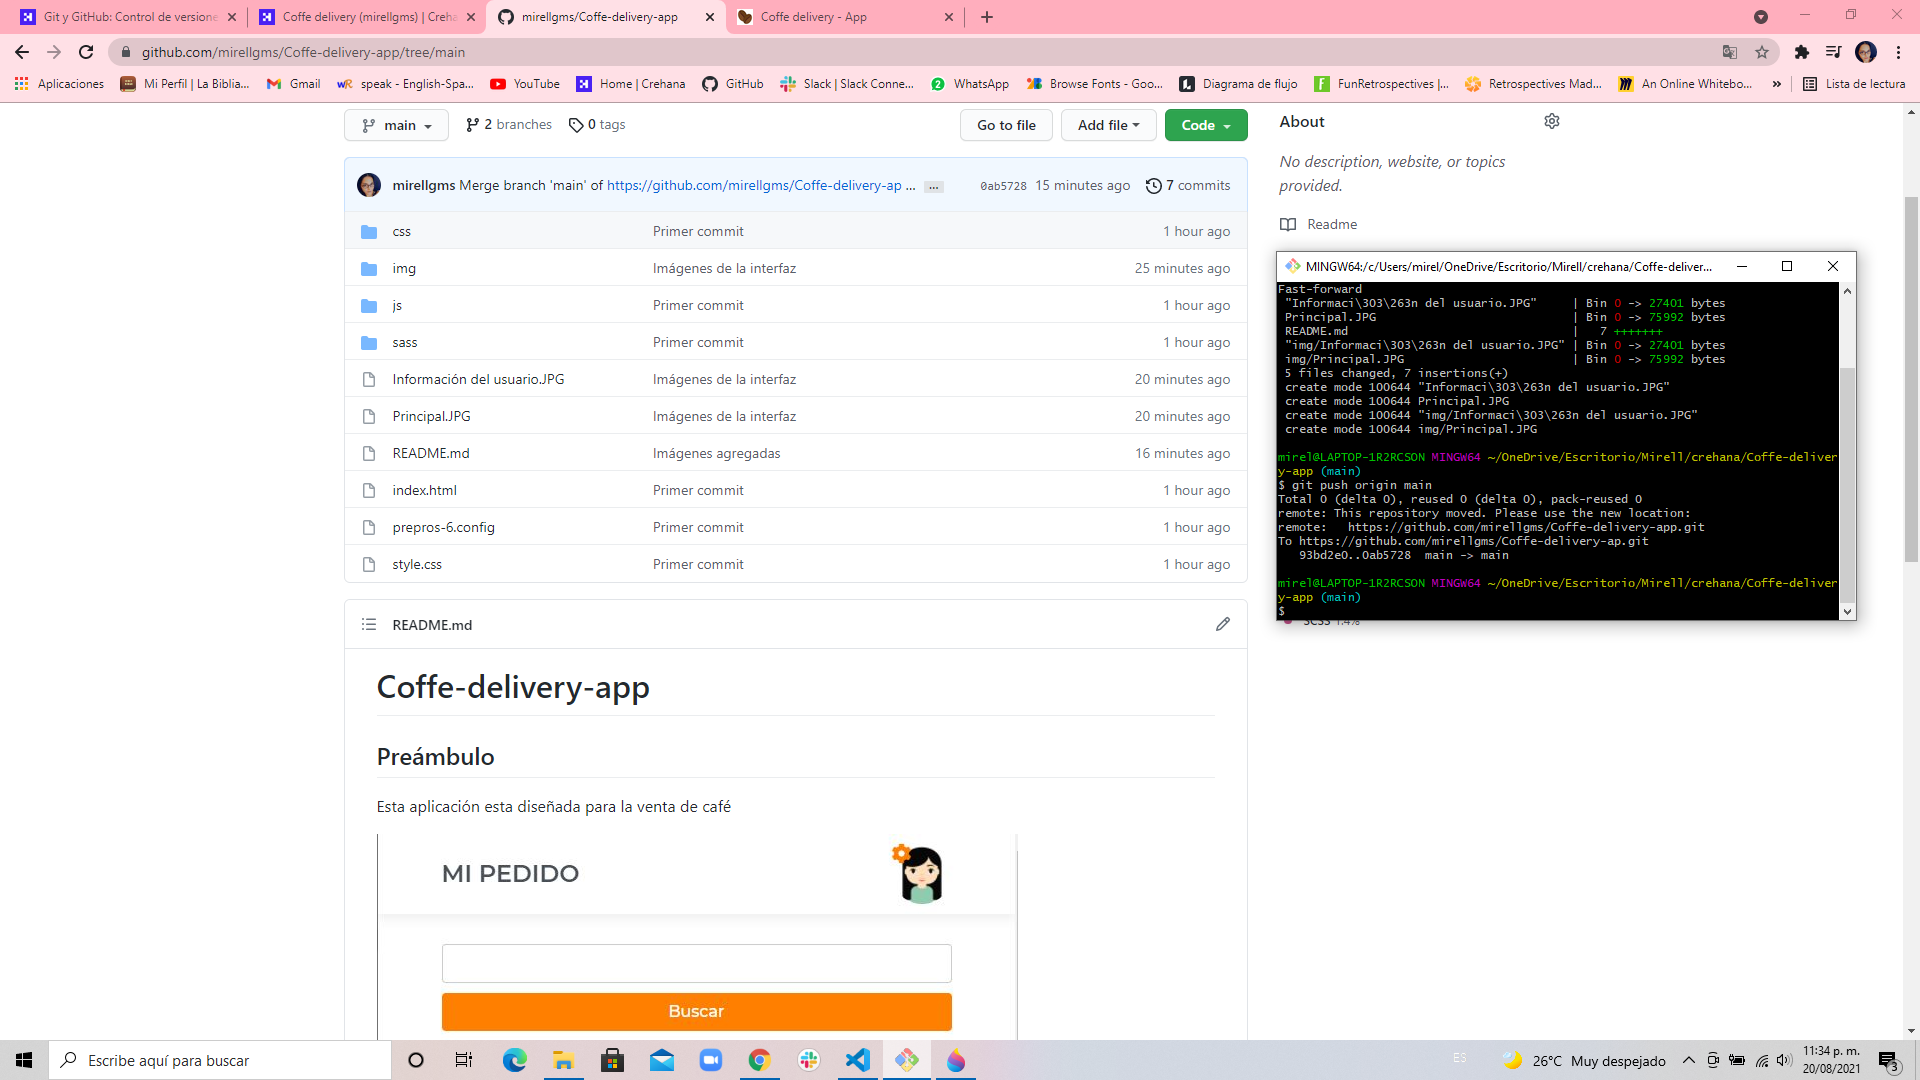 Git y GitHub: Control de versione
Coffe delivery (mirellgms) | Creha
mirellgms/Coffe-delivery-app
Coffe delivery - App
github.com/mirellgms/Coffe-delivery-app/tree/main
Aplicaciones
Mi Perfil | La Biblia...
Gmail
speak - English-Spa...
YouTube
Home | Crehana
GitHub
Slack | Slack Conne...
WhatsApp
Browse Fonts - Goo...
Diagrama de flujo
FunRetrospectives |...
Retrospectives Mad...
An Online Whitebo...
»
Lista de lectura
main
2 branches
0 tags
Go to file
Add file
Code
mirellgms Merge branch 'main' of https://github.com/mirellgms/Coffe-delivery-ap ...
...
0ab5728 15 minutes ago
7 commits
css Primer commit 1 hour ago
img Imágenes de la interfaz 25 minutes ago
js Primer commit 1 hour ago
sass Primer commit 1 hour ago
Información del usuario.JPG Imágenes de la interfaz 20 minutes ago
Principal.JPG Imágenes de la interfaz 20 minutes ago
README.md Imágenes agregadas 16 minutes ago
index.html Primer commit 1 hour ago
prepros-6.config Primer commit 1 hour ago
style.css Primer commit 1 hour ago
README.md
Coffe-delivery-app
Preámbulo
Esta aplicación esta diseñada para la venta de café
MI PEDIDO
Buscar
About
No description, website, or topics
provided.
Readme
MINGW64:/c/Users/mirel/OneDrive/Escritorio/Mirell/crehana/Coffe-deliver...
Fast-forward
"Informaci\303\263n del usuario.JPG" | Bin 0 -> 27401 bytes
Principal.JPG | Bin 0 -> 75992 bytes
README.md | 7 +++++++
"img/Informaci\303\263n del usuario.JPG" | Bin 0 -> 27401 bytes
img/Principal.JPG | Bin 0 -> 75992 bytes
5 files changed, 7 insertions(+)
create mode 100644 "Informaci\303\263n del usuario.JPG"
create mode 100644 Principal.JPG
create mode 100644 "img/Informaci\303\263n del usuario.JPG"
create mode 100644 img/Principal.JPG
mirel@LAPTOP-1R2RCSON MINGW64 ~/OneDrive/Escritorio/Mirell/crehana/Coffe-deliver
y-app (main)
$ git push origin main
Total 0 (delta 0), reused 0 (delta 0), pack-reused 0
remote: This repository moved. Please use the new location:
remote: https://github.com/mirellgms/Coffe-delivery-app.git
To https://github.com/mirellgms/Coffe-delivery-ap.git
93bd2e0..0ab5728 main -> main
mirel@LAPTOP-1R2RCSON MINGW64 ~/OneDrive/Escritorio/Mirell/crehana/Coffe-deliver
y-app (main)
$
SCSS 1.4%
Escribe aquí para buscar
ES
26°C Muy despejado
11:34 p. m.
20/08/2021
3